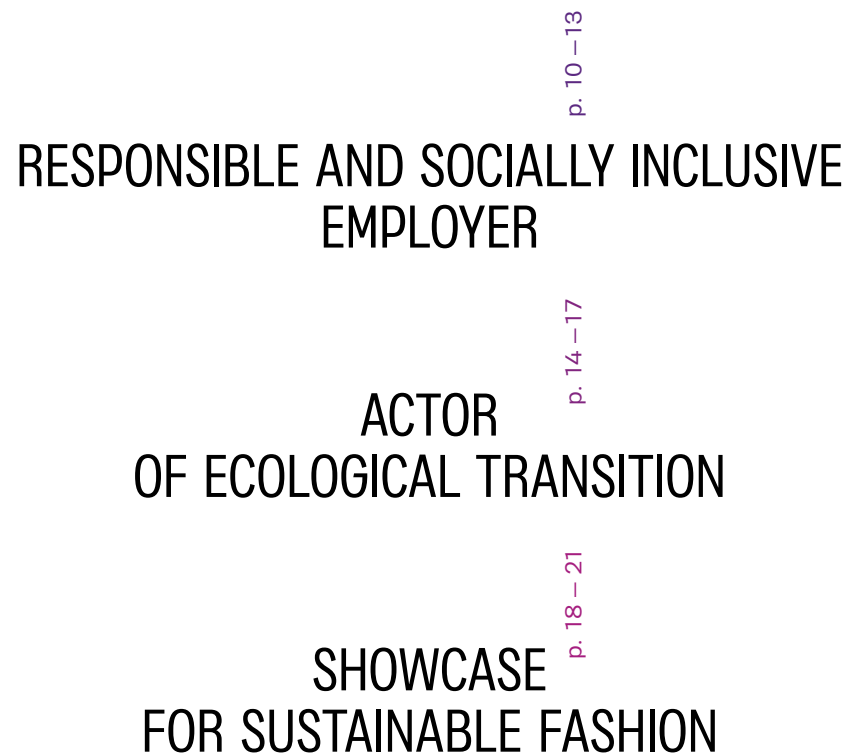 p. 10 – 13
RESPONSIBLE AND SOCIALLY INCLUSIVE
EMPLOYER
p. 14 – 17
ACTOR
OF ECOLOGICAL TRANSITION
p. 18 – 21
SHOWCASE
FOR SUSTAINABLE FASHION